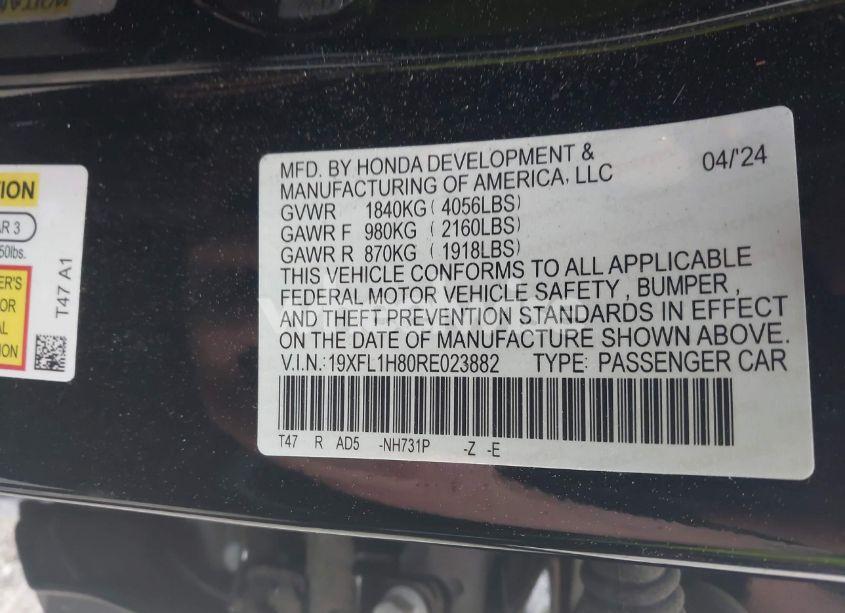 MFD. BY HONDA DEVELOPMENT &
MANUFACTURING OF AMERICA, LLC
04/'24
GVWR 1840KG ( 4056LBS)
GAWR F 980KG ( 2160LBS)
GAWR R 870KG ( 1918LBS)
THIS VEHICLE CONFORMS TO ALL APPLICABLE
FEDERAL MOTOR VEHICLE SAFETY , BUMPER ,
AND THEFT PREVENTION STANDARDS IN EFFECT
ON THE DATE OF MANUFACTURE SHOWN ABOVE.
V.I.N.: 19XFL1H80RE023882 TYPE: PASSENGER CAR
T47 R AD5 -NH731P -Z -E
T47 A1